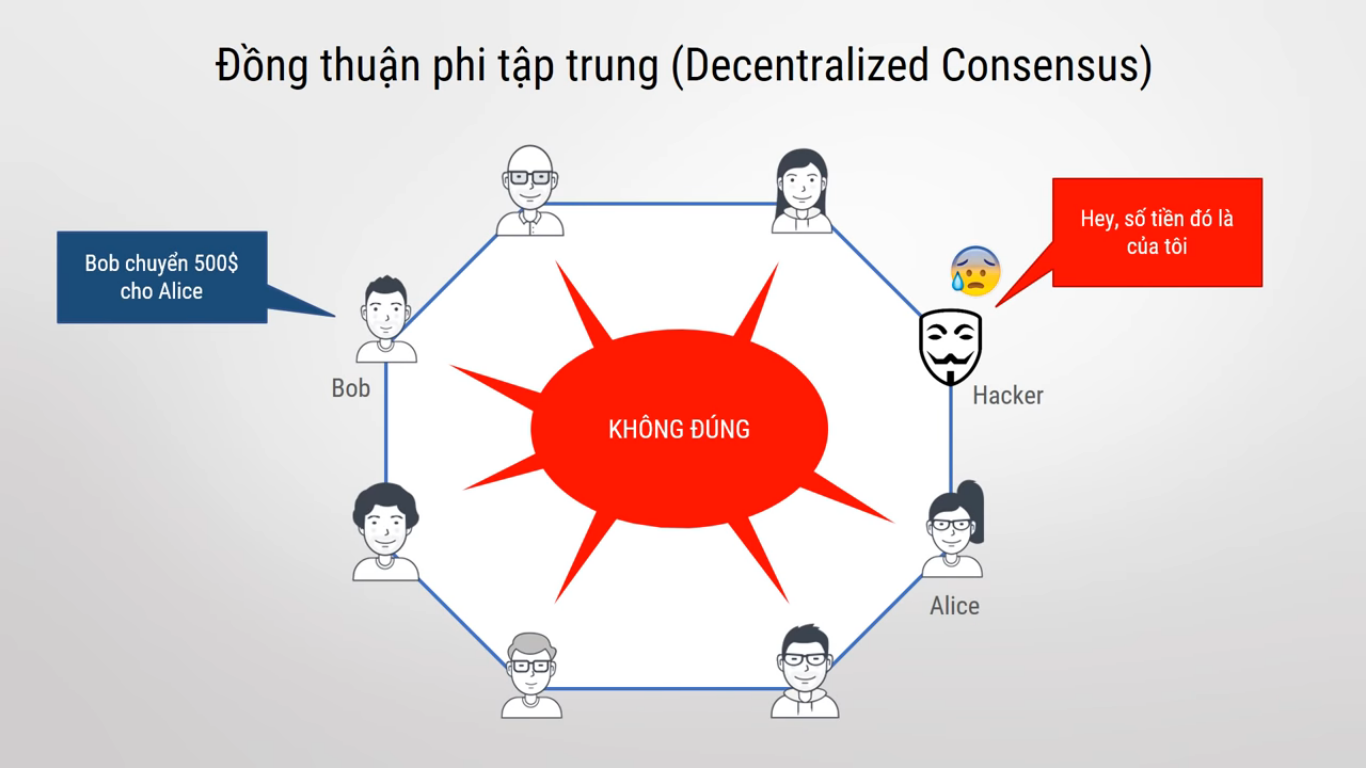 Đồng thuận phi tập trung (Decentralized Consensus)
Bob chuyển 500$
cho Alice
Hey, số tiền đó là
của tôi
Bob
Hacker
KHÔNG ĐÚNG
Alice